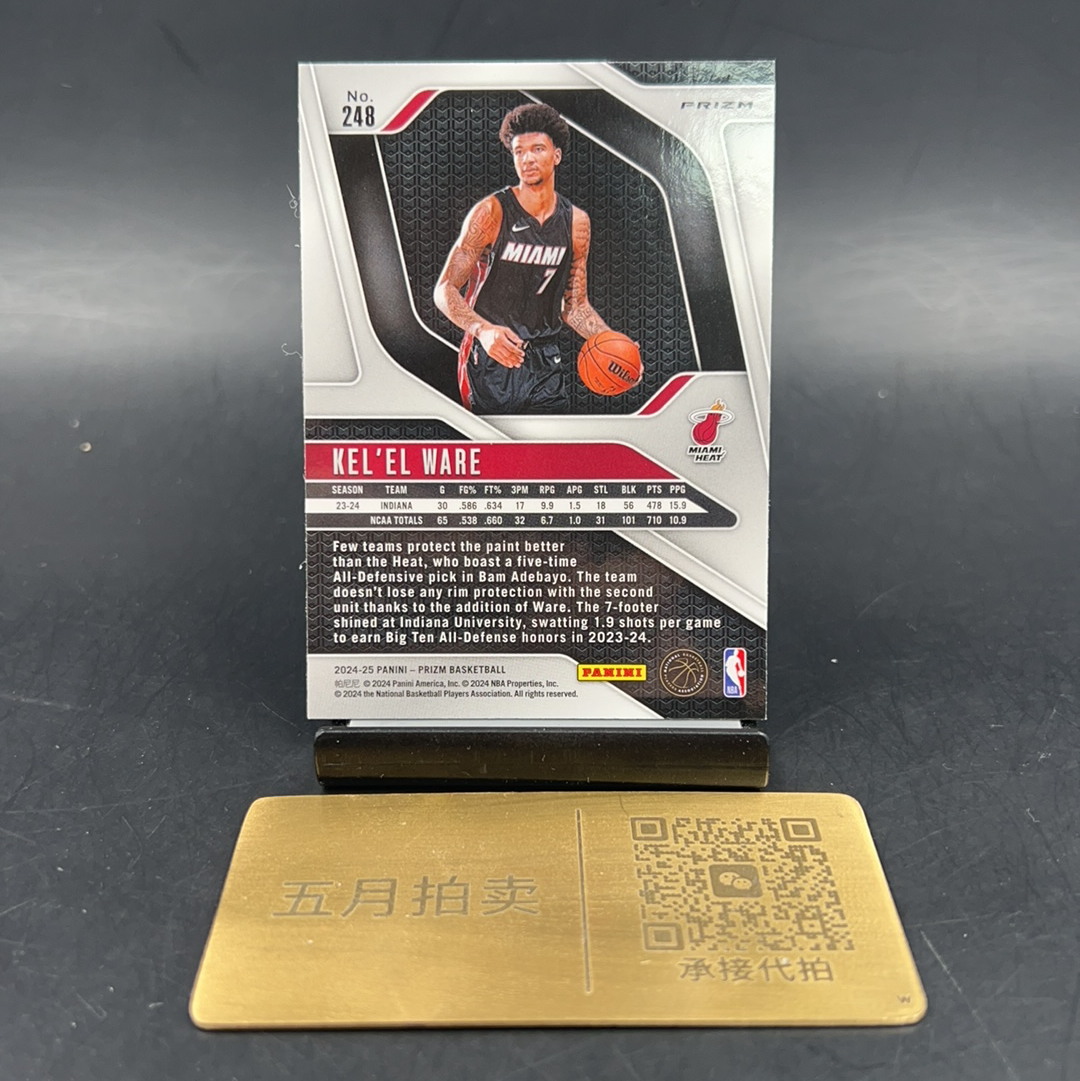 No.
248
PRIZM
MIAMI
7
Wilson
MIAMI
HEAT
KEL'EL WARE
SEASON TEAM G FG% FT% 3PM RPG APG STL BLK PTS PPG
23-24 INDIANA 30 .586 .634 17 9.9 1.5 18 56 478 15.9
NCAA TOTALS 65 .538 .660 32 6.7 1.0 31 101 710 10.9
Few teams protect the paint better
than the Heat, who boast a five-time
All-Defensive pick in Bam Adebayo. The team
doesn't lose any rim protection with the second
unit thanks to the addition of Ware. The 7-footer
shined at Indiana University, swatting 1.9 shots per game
to earn Big Ten All-Defense honors in 2023-24.
2024-25 PANINI – PRIZM BASKETBALL
帕尼尼 © 2024 Panini America, Inc. © 2024 NBA Properties, Inc.
© 2024 the National Basketball Players Association. All rights reserved.
PANINI
NBA
五月拍卖
承接代拍
W